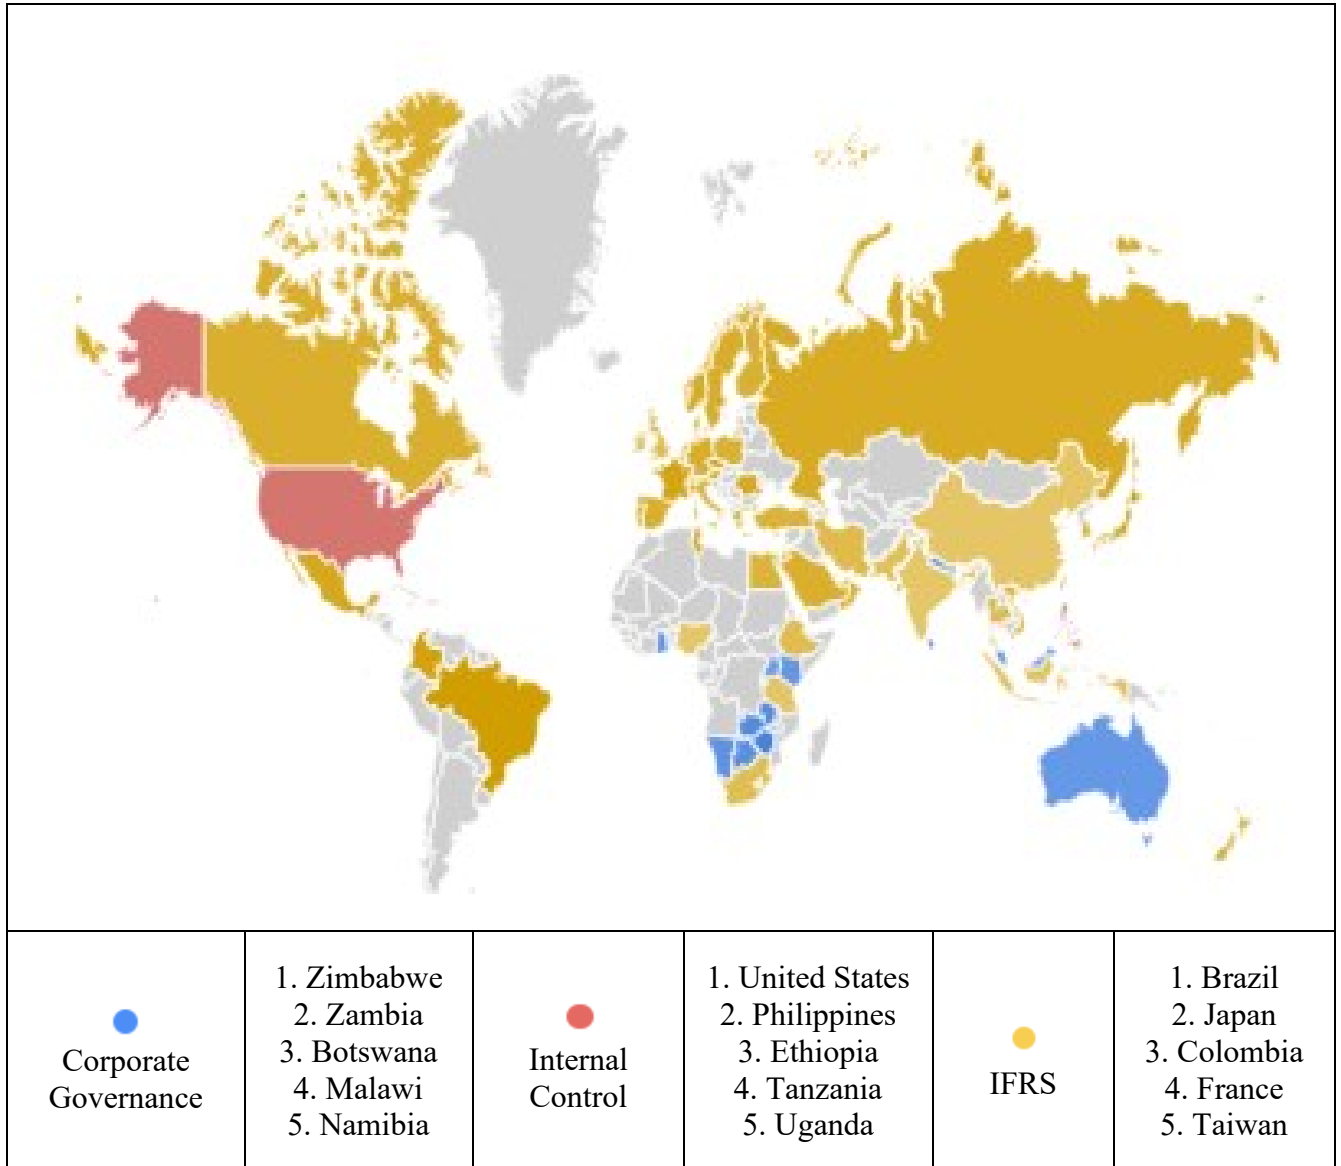 Corporate
Governance
1. Zimbabwe
2. Zambia
3. Botswana
4. Malawi
5. Namibia
Internal
Control
1. United States
2. Philippines
3. Ethiopia
4. Tanzania
5. Uganda
IFRS
1. Brazil
2. Japan
3. Colombia
4. France
5. Taiwan